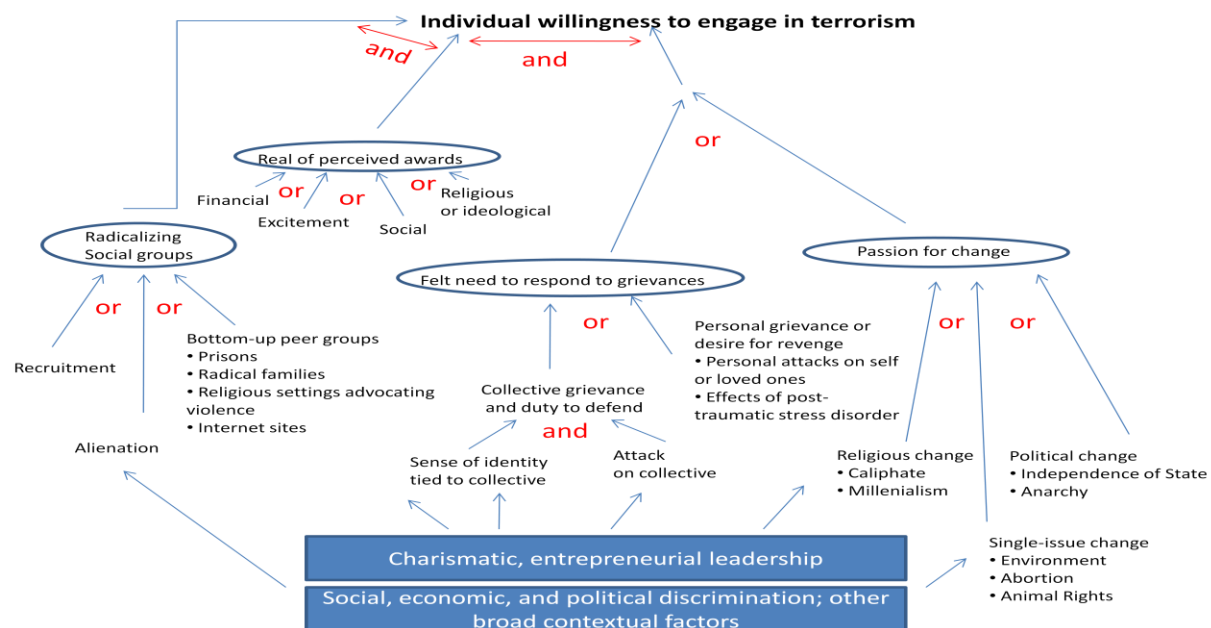 Individual willingness to engage in terrorism
and
and
or
Real of perceived awards
Financial
or
Excitement
or
Social
or
Religious
or ideological
Radicalizing
Social groups
or
or
Recruitment
Alienation
Bottom-up peer groups
• Prisons
• Radical families
• Religious settings advocating
violence
• Internet sites
Felt need to respond to grievances
or
Collective grievance
and duty to defend
and
Sense of identity
tied to collective
Attack
on collective
Personal grievance or
desire for revenge
• Personal attacks on self
or loved ones
• Effects of post-
traumatic stress disorder
Passion for change
or
or
Religious change
• Caliphate
• Millenialism
Political change
• Independence of State
• Anarchy
Single-issue change
• Environment
• Abortion
• Animal Rights
Charismatic, entrepreneurial leadership
Social, economic, and political discrimination; other
broad contextual factors